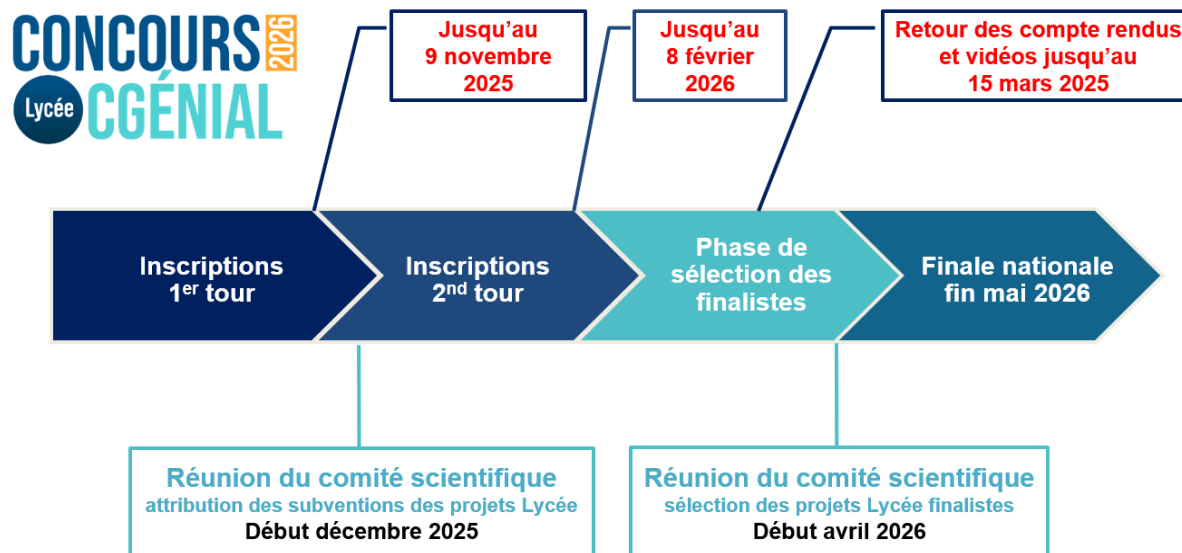 CONCOURS 2026
Lycée CGÉNIAL
Jusqu'au
9 novembre
2025
Jusqu'au
8 février
2026
Retour des compte rendus
et vidéos jusqu'au
15 mars 2025
Inscriptions
1er tour
Inscriptions
2nd tour
Phase de
sélection des
finalistes
Finale nationale
fin mai 2026
Réunion du comité scientifique
attribution des subventions des projets Lycée
Début décembre 2025
Réunion du comité scientifique
sélection des projets Lycée finalistes
Début avril 2026